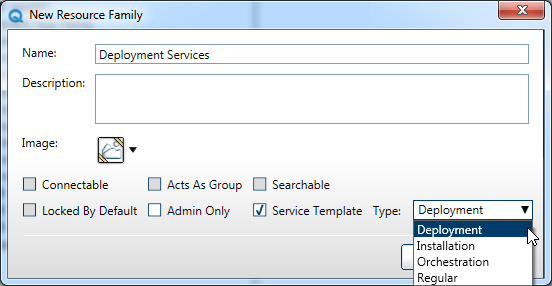 New Resource Family
Name: Deployment Services
Description:
Image:
Connectable Acts As Group Searchable
Locked By Default Admin Only Service Template Type: Deployment
Deployment
Installation
Orchestration
Regular